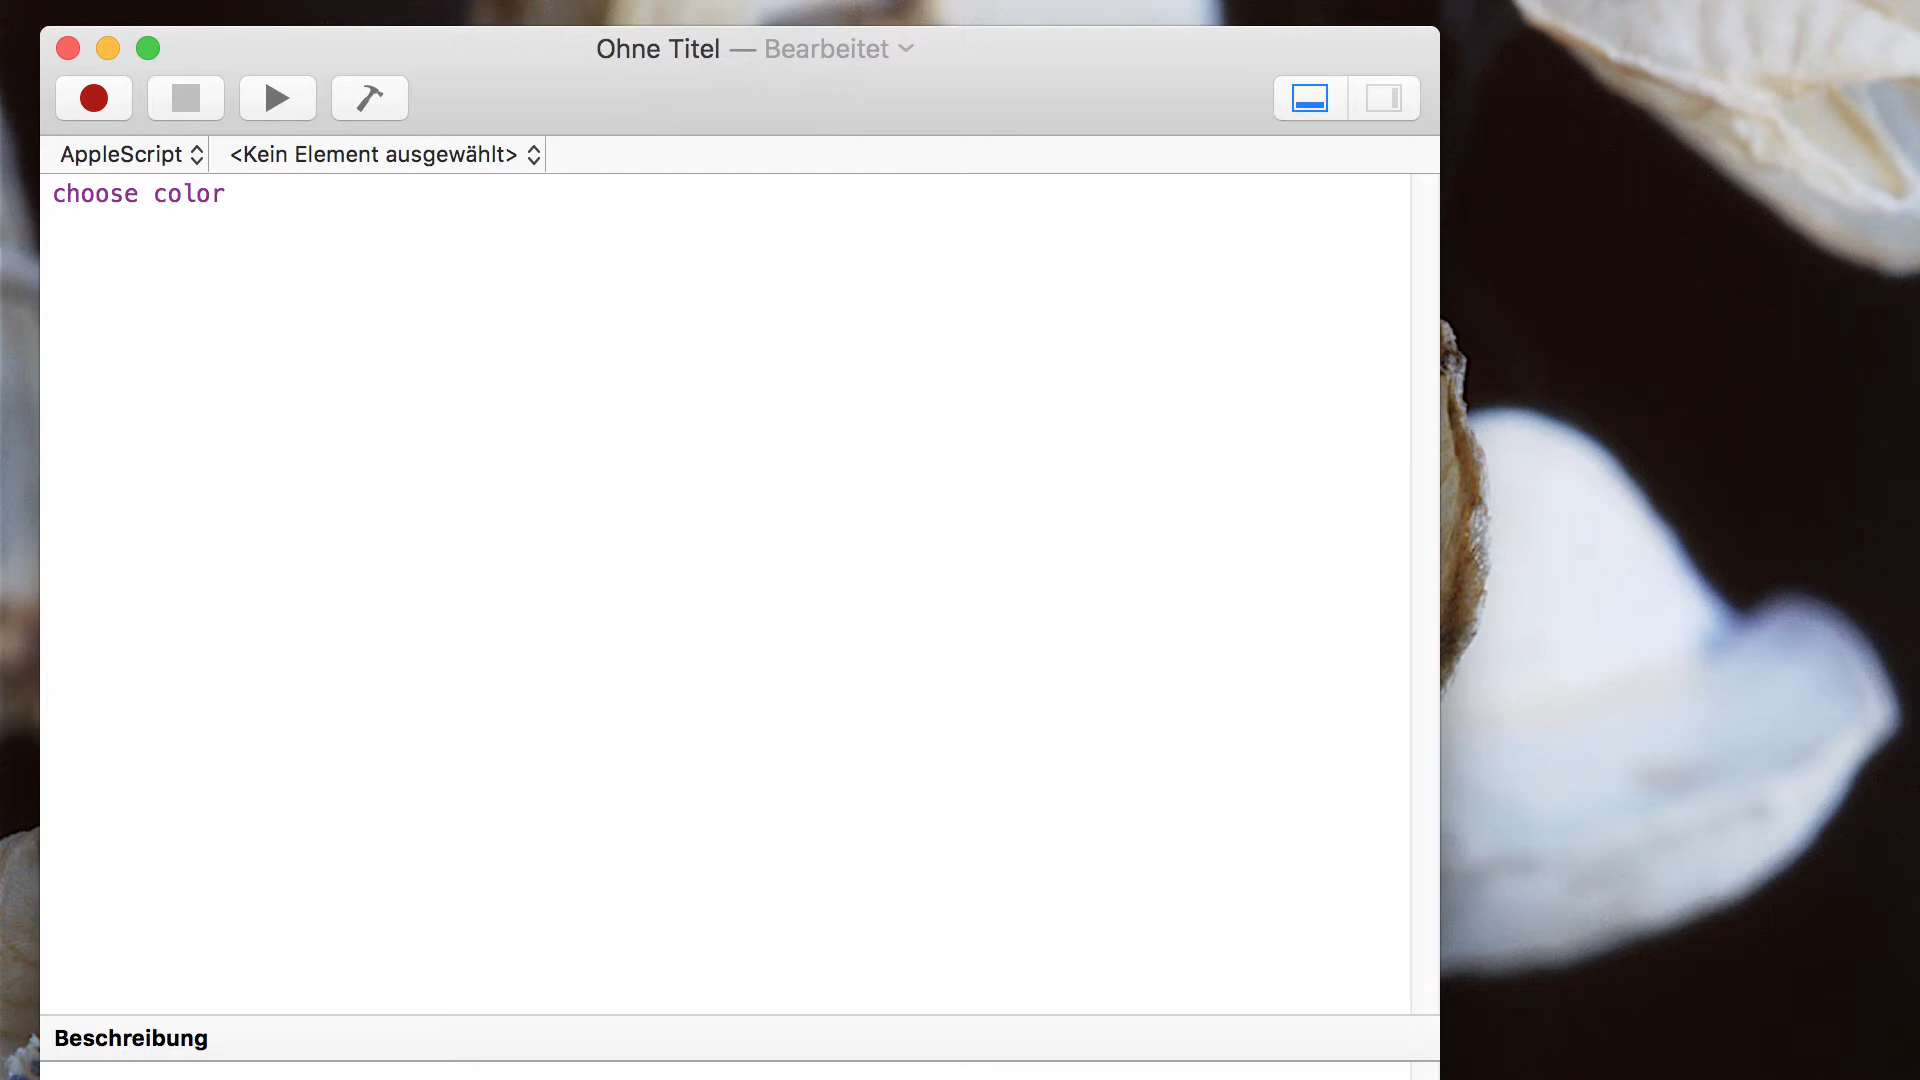 Ohne Titel — Bearbeitet
AppleScript <Kein Element ausgewählt>
choose color
Beschreibung